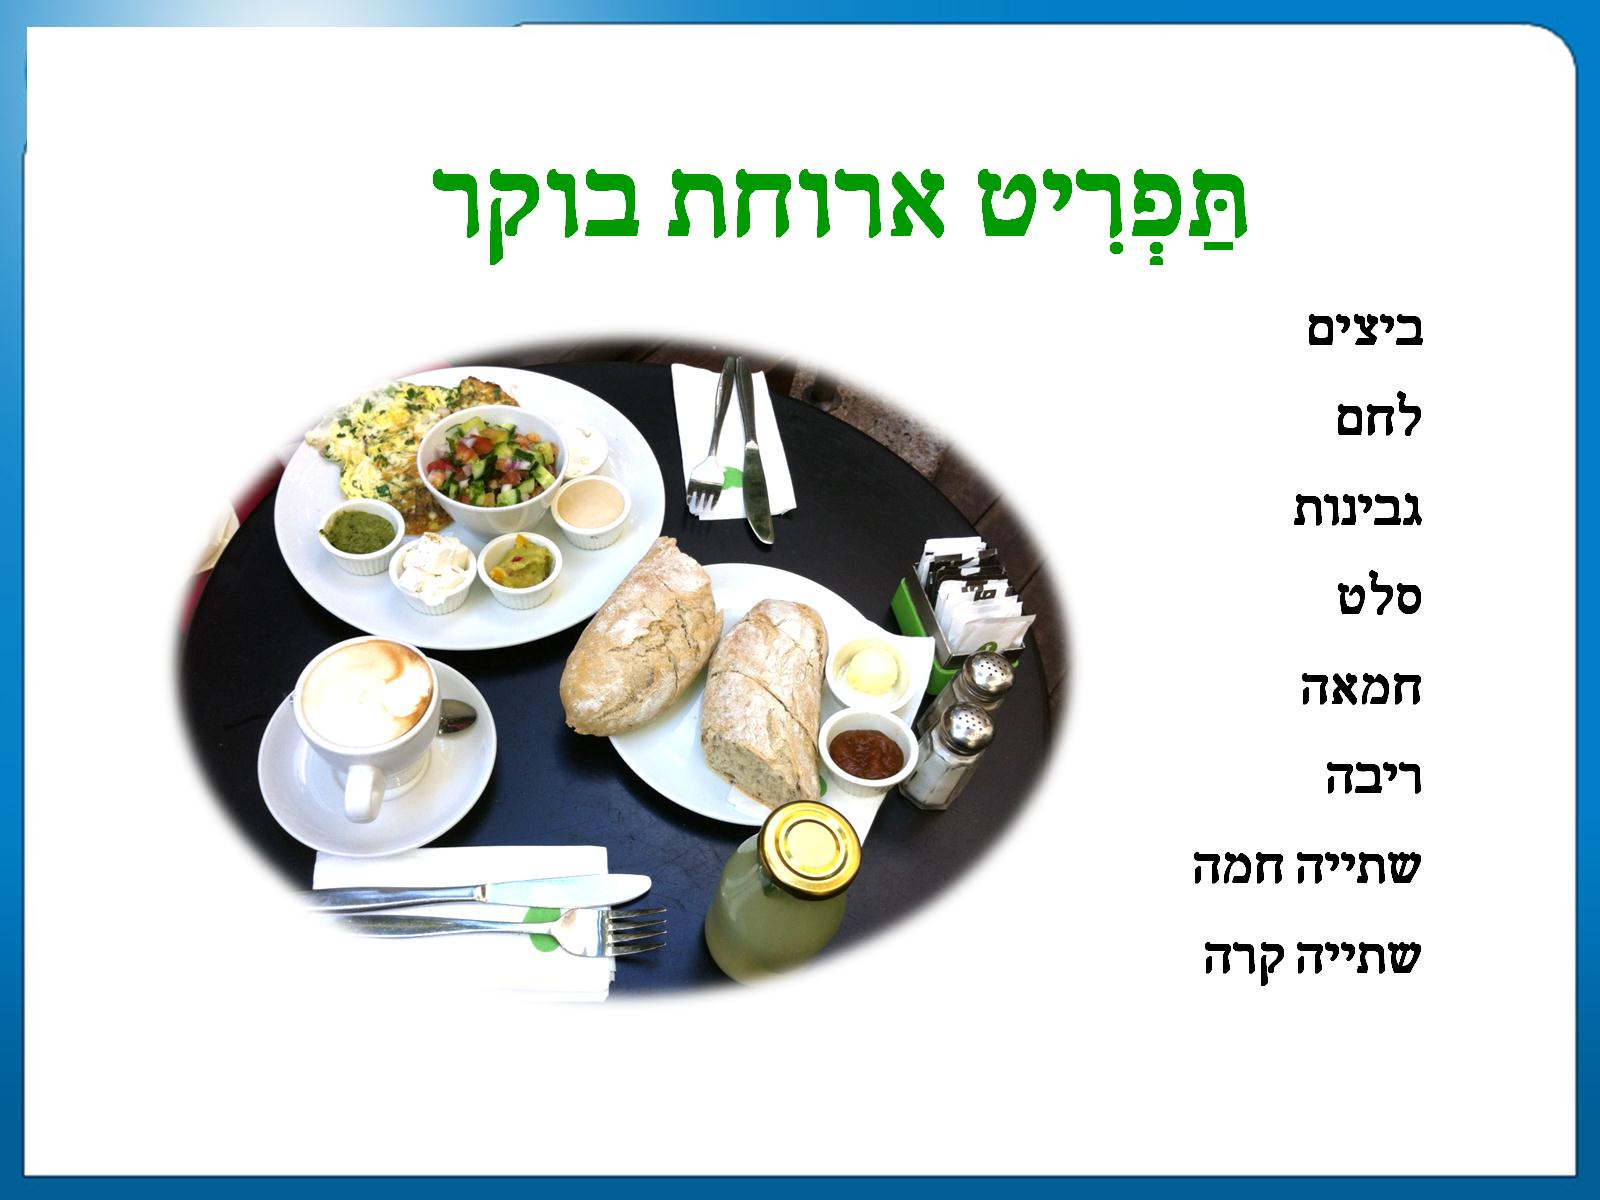 תַּפְרִיט ארוחת בוקר
ביצים
לחם
גבינות
סלט
חמאה
ריבה
שתייה חמה
שתייה קרה